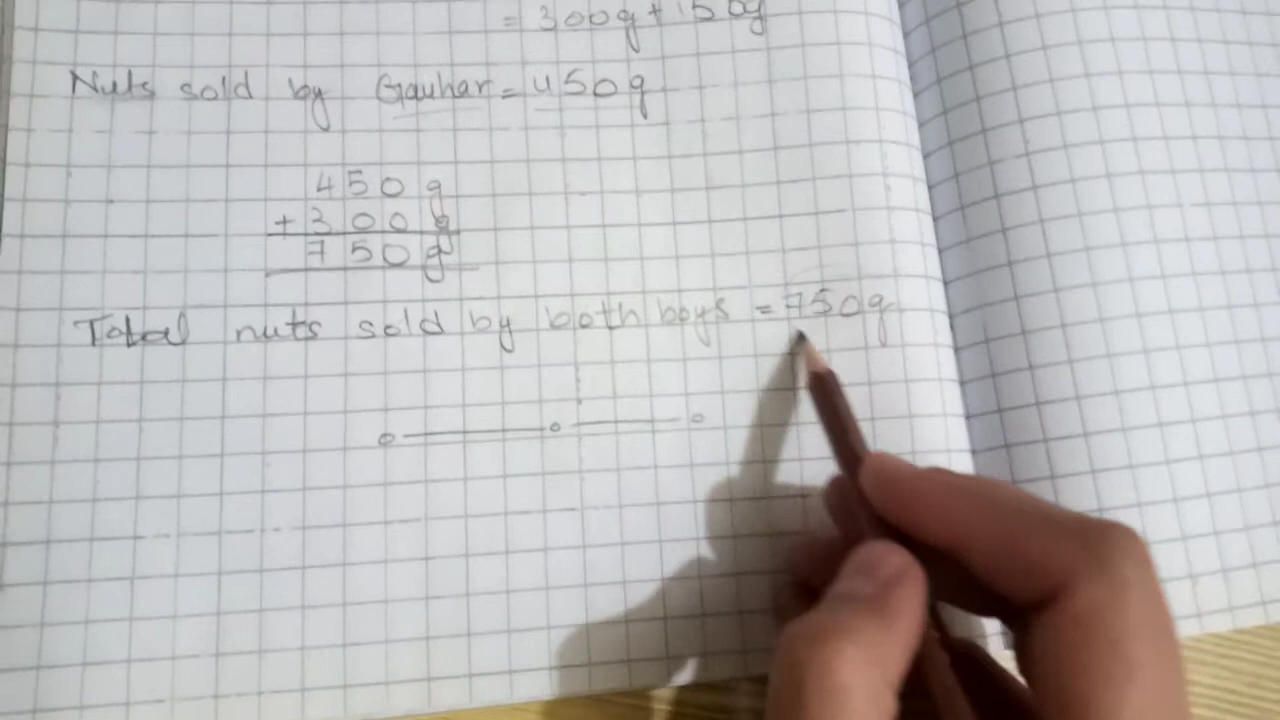 = 300g + 150g
Nuts sold by Gauhar = 450g
450g
+ 300g
750g
Total nuts sold by both boys = 750g